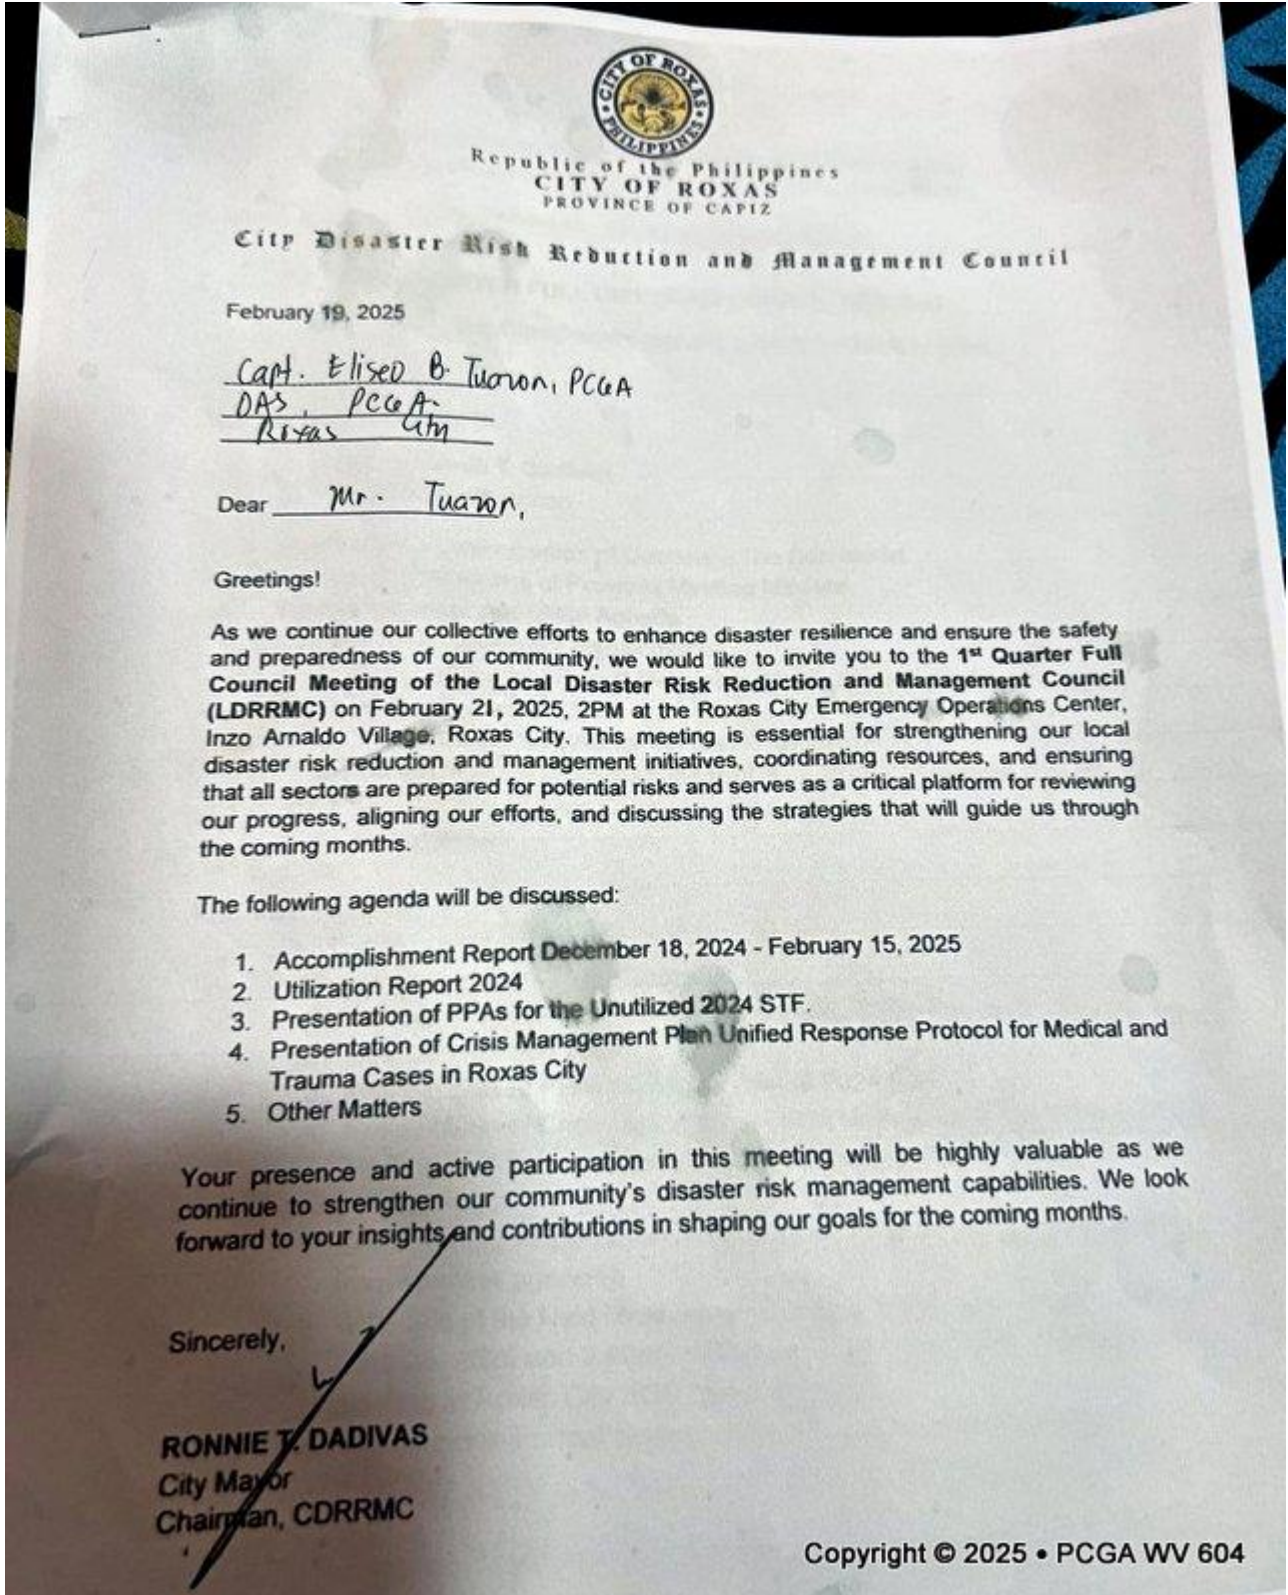 CITY OF ROXAS
PHILIPPINES
Republic of the Philippines
CITY OF ROXAS
PROVINCE OF CAPIZ
City Disaster Risk Reduction and Management Council
February 19, 2025
Capt. Eliseo B. Tuazon, PCGA
DAS, PCGA.
Roxas City
Dear Mr. Tuazon,
Greetings!
As we continue our collective efforts to enhance disaster resilience and ensure the safety
and preparedness of our community, we would like to invite you to the 1st Quarter Full
Council Meeting of the Local Disaster Risk Reduction and Management Council
(LDRRMC) on February 21, 2025, 2PM at the Roxas City Emergency Operations Center,
Inzo Arnaldo Village, Roxas City. This meeting is essential for strengthening our local
disaster risk reduction and management initiatives, coordinating resources, and ensuring
that all sectors are prepared for potential risks and serves as a critical platform for reviewing
our progress, aligning our efforts, and discussing the strategies that will guide us through
the coming months.
The following agenda will be discussed:
1. Accomplishment Report December 18, 2024 - February 15, 2025
2. Utilization Report 2024
3. Presentation of PPAs for the Unutilized 2024 STF.
4. Presentation of Crisis Management Plan Unified Response Protocol for Medical and
Trauma Cases in Roxas City
5. Other Matters
Your presence and active participation in this meeting will be highly valuable as we
continue to strengthen our community's disaster risk management capabilities. We look
forward to your insights and contributions in shaping our goals for the coming months.
Sincerely,
RONNIE T. DADIVAS
City Mayor
Chairman, CDRRMC
Copyright © 2025 • PCGA WV 604